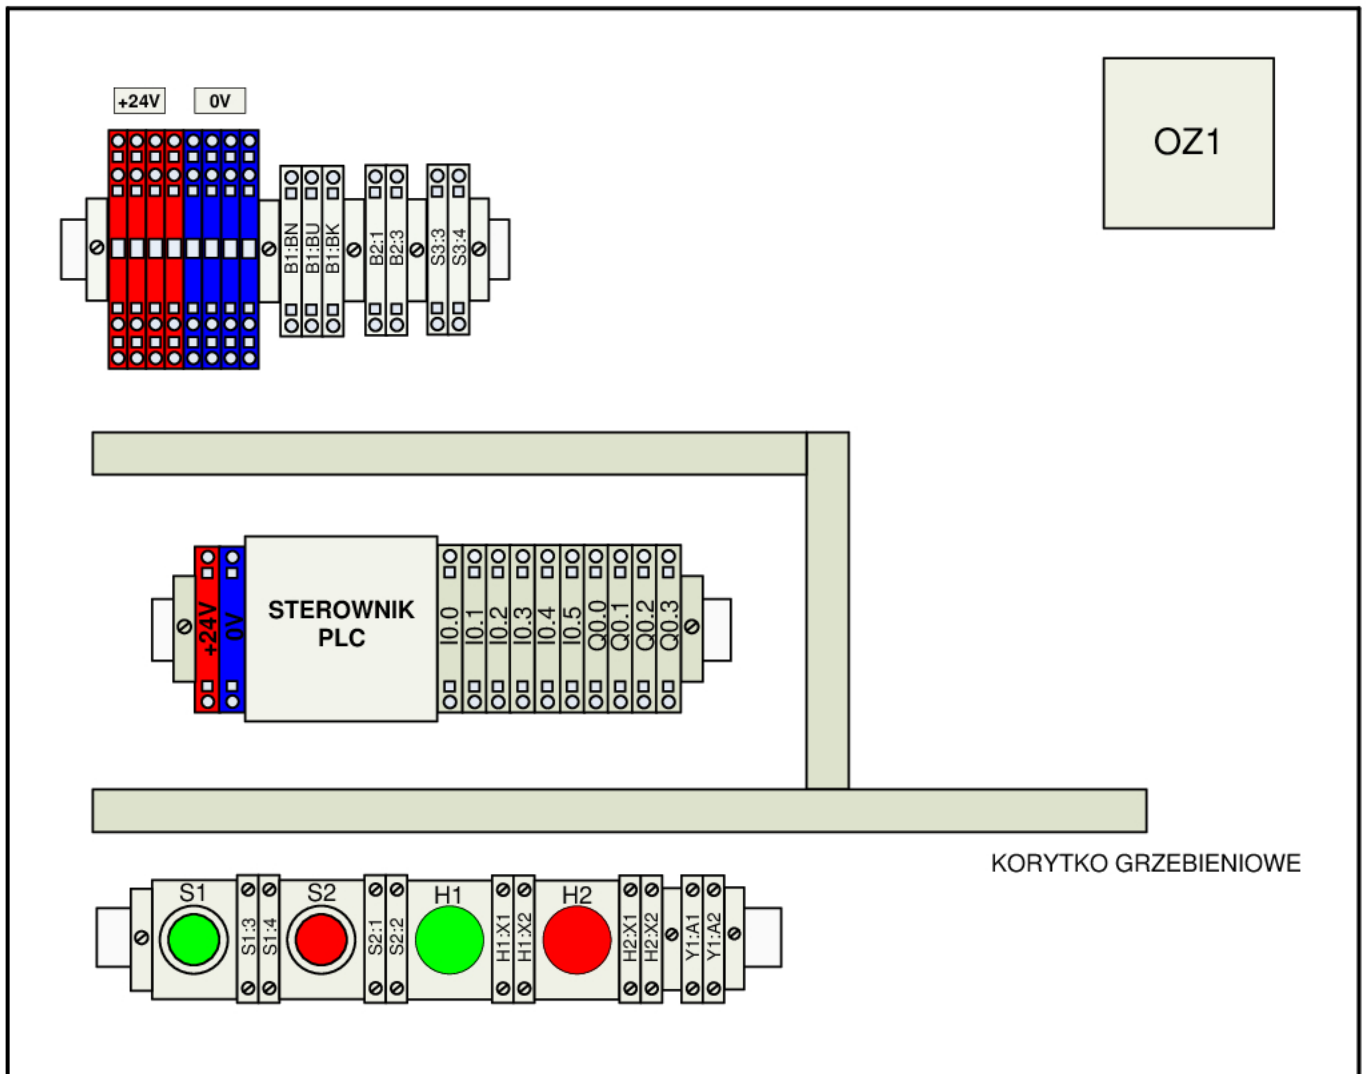 +24V 0V
OZ1
B1:BN B1:BU B1:BK B2:1 B2:3 S3:3 S3:4
+24V 0V STEROWNIK I0.0 I0.1 I0.2 I0.3 I0.4 I0.5 Q0.0 Q0.1 Q0.2 Q0.3
PLC
KORYTKO GRZEBIENIOWE
S1 S1:3 S1:4 S2 S2:1 S2:2 H1 H1:X1 H1:X2 H2 H2:X1 H2:X2 Y1:A1 Y1:A2